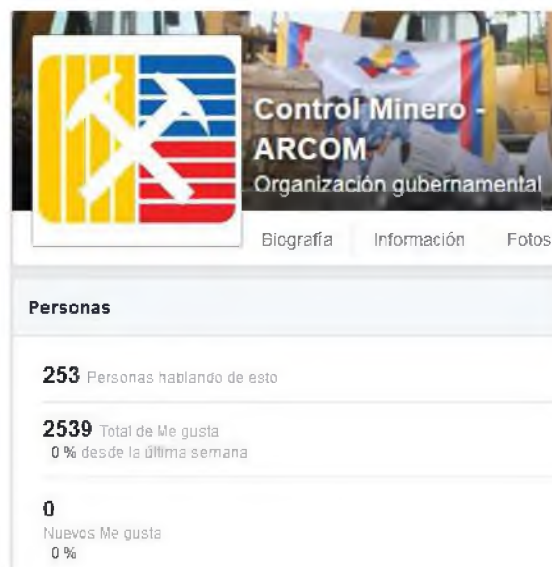 Control Minero -
ARCOM
Organización gubernamental
Biografía Información Fotos
Personas
253 Personas hablando de esto
2539 Total de Me gusta
0 % desde la última semana
0
Nuevos Me gusta
0 %